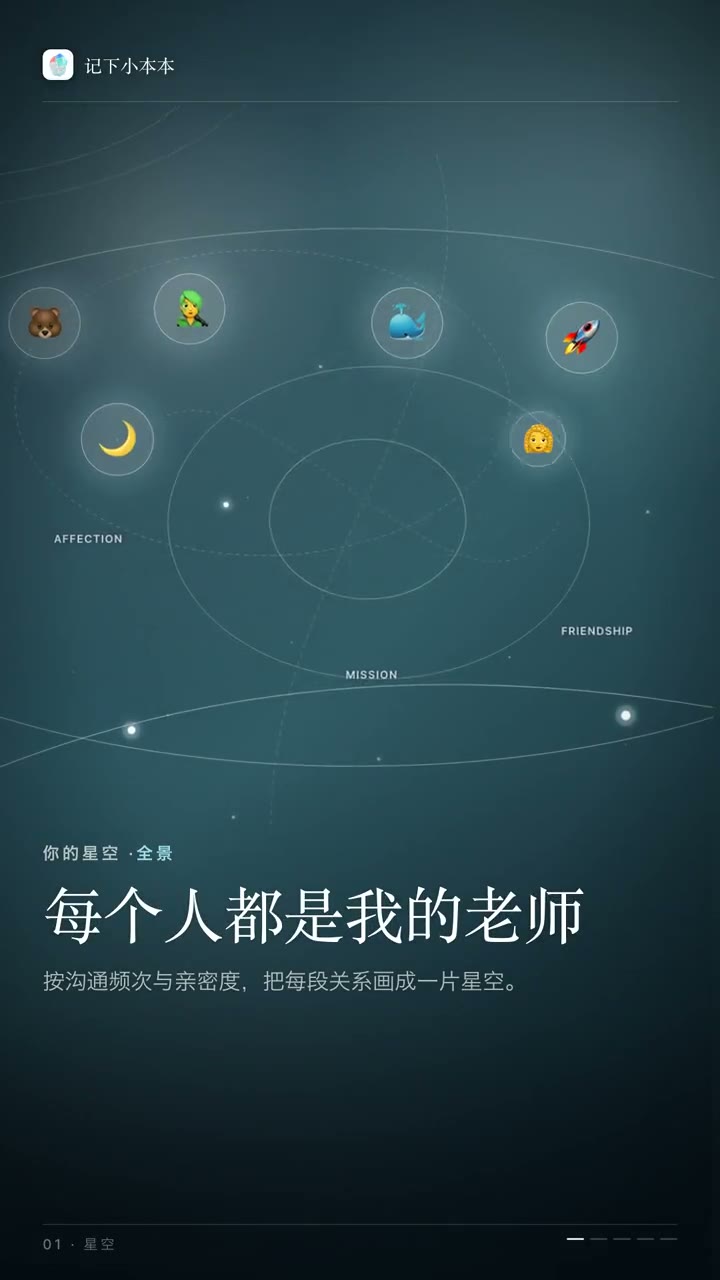 记下小本本
AFFECTION
FRIENDSHIP
MISSION
你的星空 ·全景
每个人都是我的老师
按沟通频次与亲密度，把每段关系画成一片星空。
01 · 星空